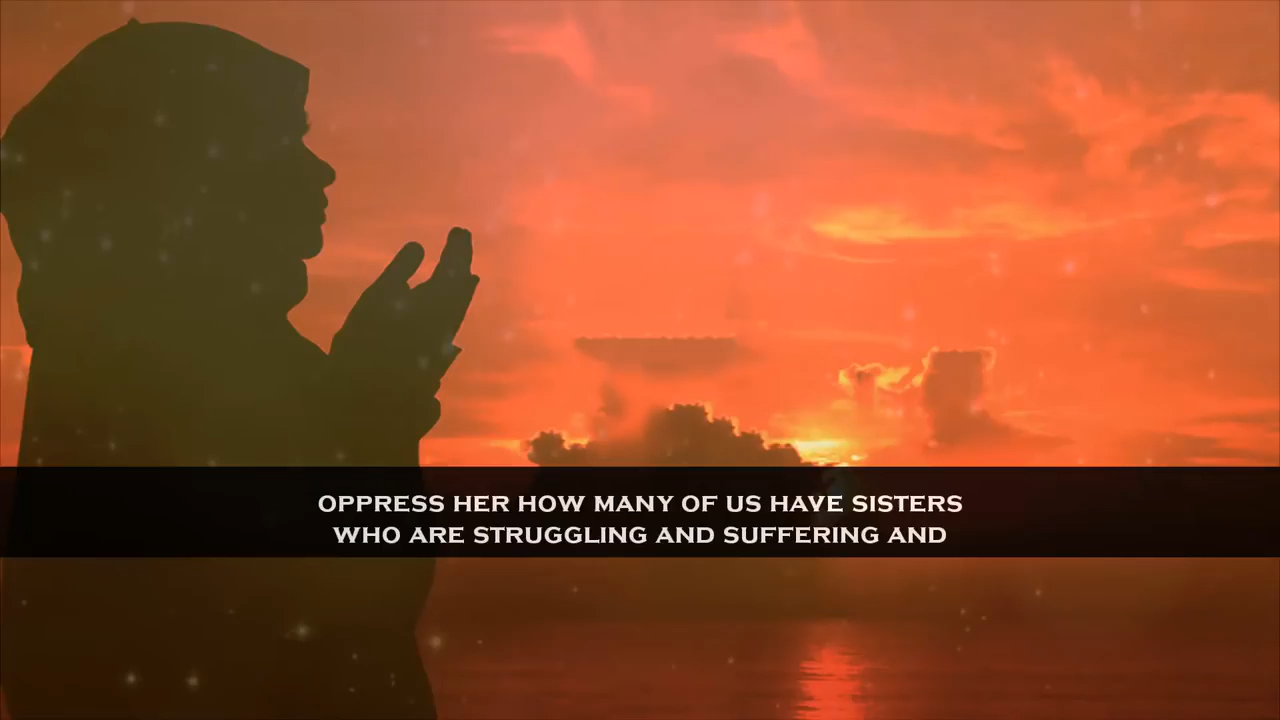 OPPRESS HER HOW MANY OF US HAVE SISTERS
WHO ARE STRUGGLING AND SUFFERING AND